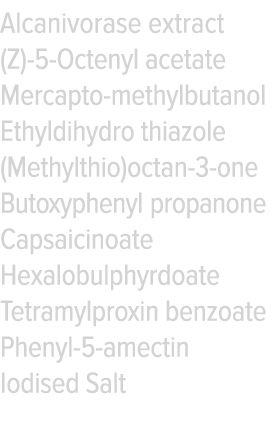 Alcanivorase extract
(Z)-5-Octenyl acetate
Mercapto-methylbutanol
Ethyldihydro thiazole
(Methylthio)octan-3-one
Butoxyphenyl propanone
Capsaicinoate
Hexalobulphyrdoate
Tetramylproxin benzoate
Phenyl-5-amectin
Iodised Salt